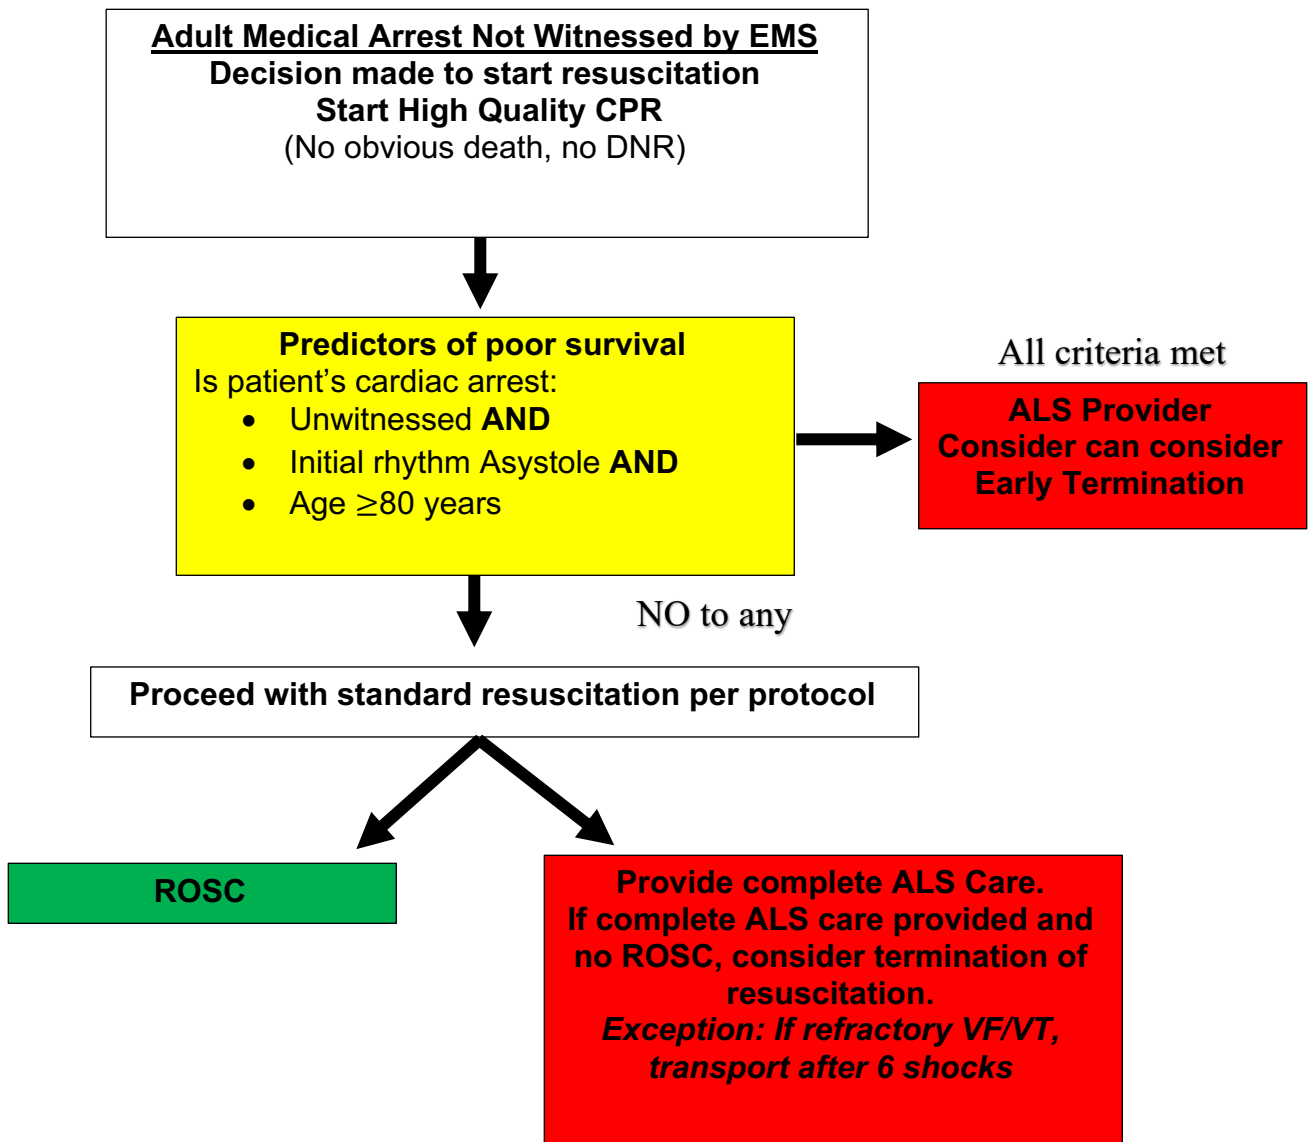 Adult Medical Arrest Not Witnessed by EMS
Decision made to start resuscitation
Start High Quality CPR
(No obvious death, no DNR)
Predictors of poor survival
Is patient’s cardiac arrest:
• Unwitnessed AND
• Initial rhythm Asystole AND
• Age ≥80 years
All criteria met
ALS Provider
Consider can consider
Early Termination
NO to any
Proceed with standard resuscitation per protocol
ROSC
Provide complete ALS Care.
If complete ALS care provided and
no ROSC, consider termination of
resuscitation.
Exception: If refractory VF/VT,
transport after 6 shocks